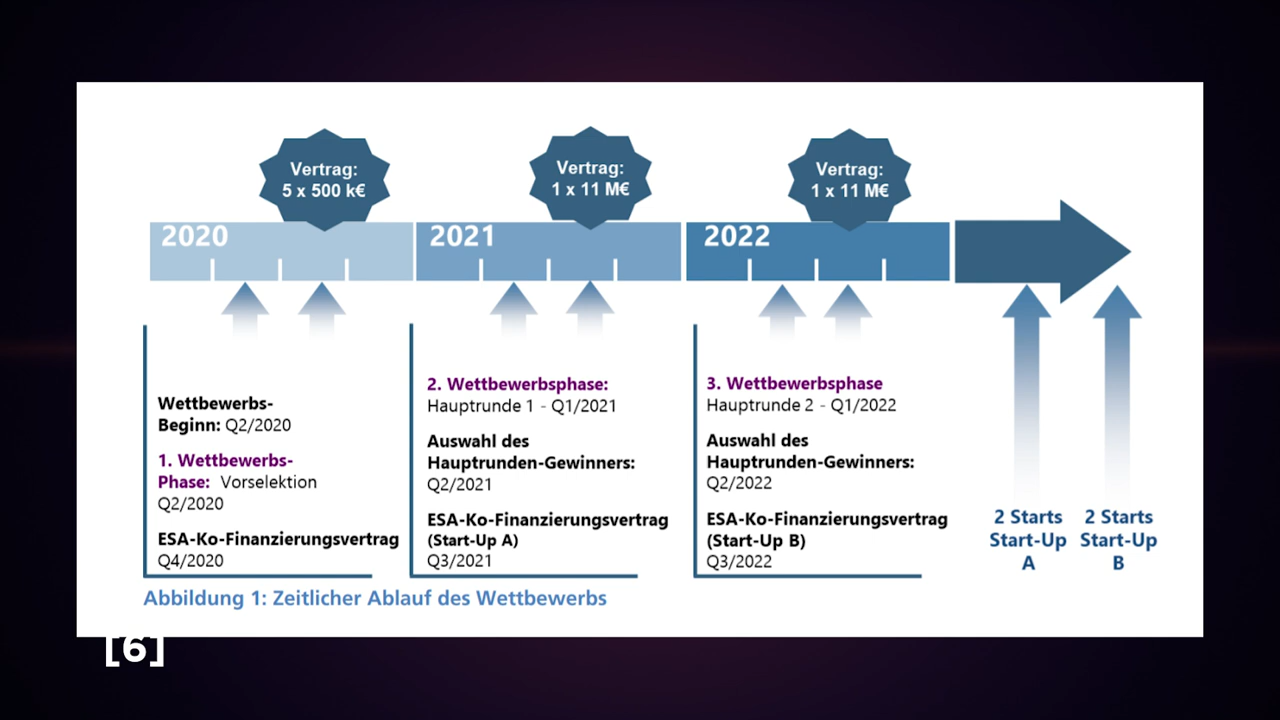 Vertrag:
5 x 500 k€
Vertrag:
1 x 11 M€
Vertrag:
1 x 11 M€
2020
2021
2022
Wettbewerbs-
Beginn: Q2/2020
1. Wettbewerbs-
Phase: Vorselektion
Q2/2020
ESA-Ko-Finanzierungsvertrag
Q4/2020
2. Wettbewerbsphase:
Hauptrunde 1 - Q1/2021
Auswahl des
Hauptrunden-Gewinners:
Q2/2021
ESA-Ko-Finanzierungsvertrag
(Start-Up A)
Q3/2021
3. Wettbewerbsphase
Hauptrunde 2 - Q1/2022
Auswahl des
Hauptrunden-Gewinners:
Q2/2022
ESA-Ko-Finanzierungsvertrag
(Start-Up B)
Q3/2022
2 Starts
Start-Up
A
2 Starts
Start-Up
B
Abbildung 1: Zeitlicher Ablauf des Wettbewerbs
[6]